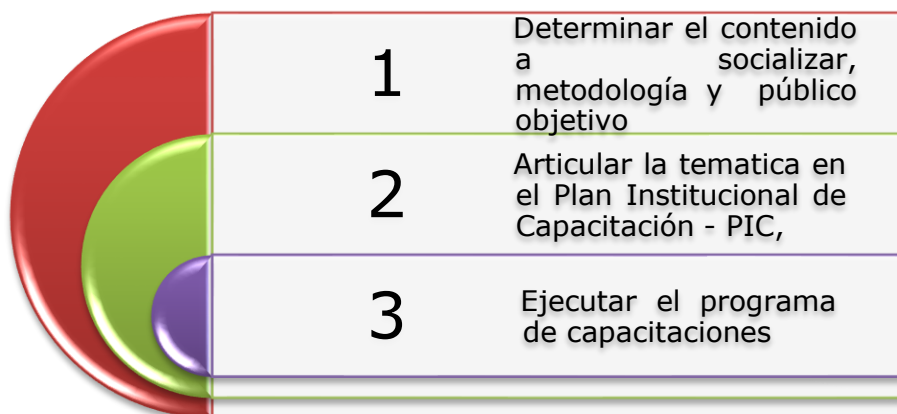 1
Determinar el contenido
a socializar,
metodología y público
objetivo
2
Articular la tematica en
el Plan Institucional de
Capacitación - PIC,
3
Ejecutar el programa
de capacitaciones